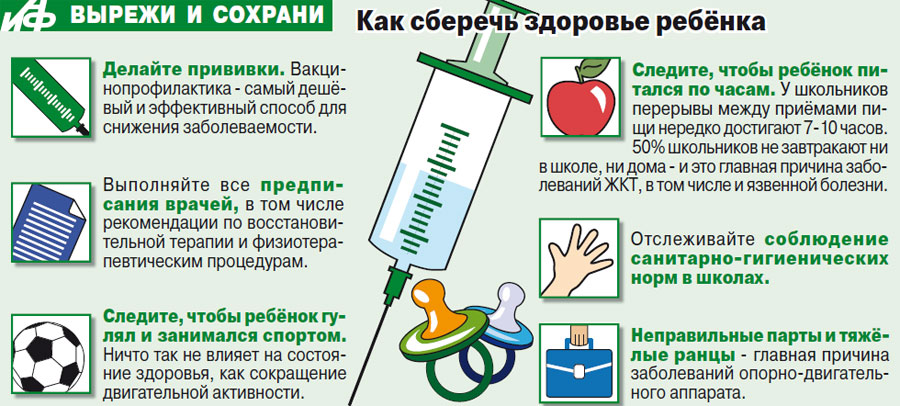 АиФ ВЫРЕЖИ И СОХРАНИ
Как сберечь здоровье ребёнка
Делайте прививки. Вакци-
нопрофилактика - самый дешё-
вый и эффективный способ для
снижения заболеваемости.
Выполняйте все предпи-
сания врачей, в том числе
рекомендации по восстанови-
тельной терапии и физиотера-
певтическим процедурам.
Следите, чтобы ребёнок гу-
лял и занимался спортом.
Ничто так не влияет на состоя-
ние здоровья, как сокращение
двигательной активности.
Следите, чтобы ребёнок пи-
тался по часам. У школьников
перерывы между приёмами пи-
щи нередко достигают 7-10 часов.
50% школьников не завтракают ни
в школе, ни дома - и это главная причина забо-
леваний ЖКТ, в том числе и язвенной болезни.
Отслеживайте соблюдение
санитарно-гигиенических
норм в школах.
Неправильные парты и тяжё-
лые ранцы - главная причина
заболеваний опорно-двигатель-
ного аппарата.